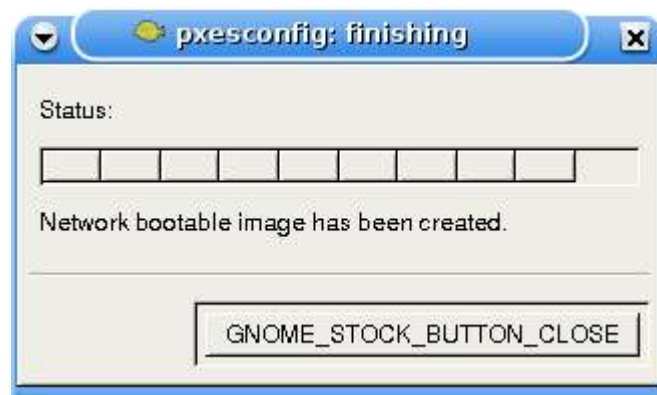 pxesconfig: finishing
Status:
Network bootable image has been created.
GNOME_STOCK_BUTTON_CLOSE